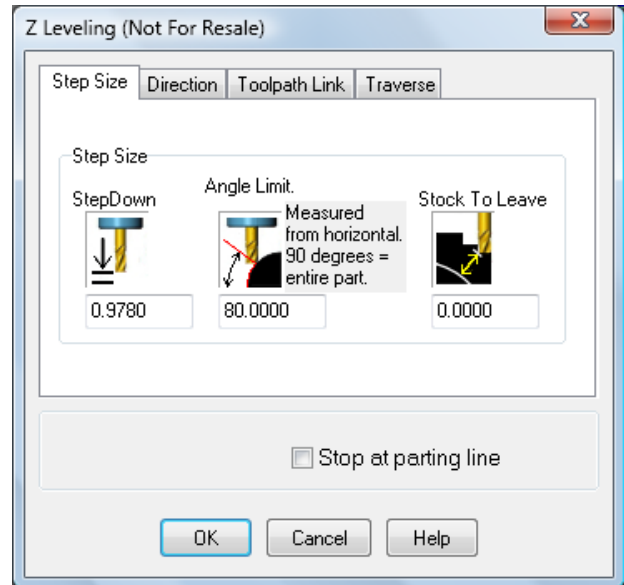 Z Leveling (Not For Resale)
Step Size
Direction
Toolpath Link
Traverse
Step Size
StepDown
Angle Limit.
Measured
from horizontal.
90 degrees =
entire part.
Stock To Leave
0.9780
80.0000
0.0000
Stop at parting line
OK
Cancel
Help